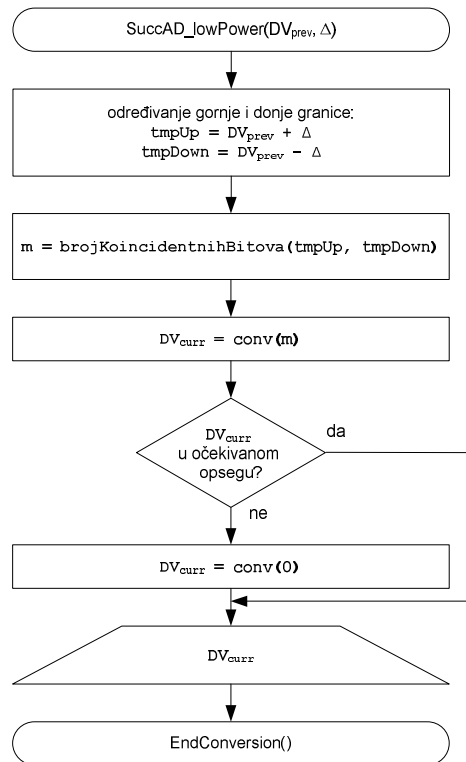 SuccAD_lowPower(DVprev, Δ)
određivanje gornje i donje granice:
tmpUp = DVprev + Δ
tmpDown = DVprev − Δ
m = brojKoincidentnihBitova(tmpUp, tmpDown)
DVcurr = conv(m)
DVcurr
u očekivanom
opsegu?
da
ne
DVcurr = conv(0)
DVcurr
EndConversion()